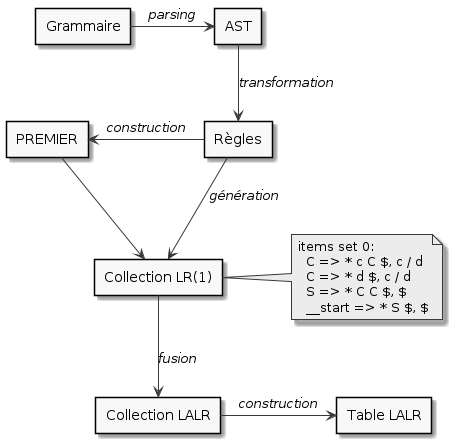 Grammaire
parsing
AST
transformation
PREMIER
construction
Règles
génération
Collection LR(1)
items set 0:
C => * c C $, c / d
C => * d $, c / d
S => * C C $, $
__start => * S $, $
fusion
Collection LALR
construction
Table LALR